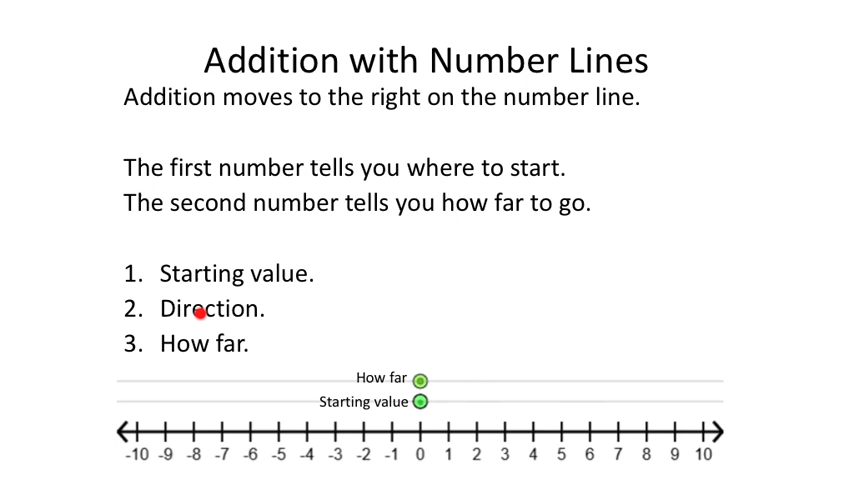 Addition with Number Lines
Addition moves to the right on the number line.
The first number tells you where to start.
The second number tells you how far to go.
1. Starting value.
2. Direction.
3. How far.
How far
Starting value
-10 -9 -8 -7 -6 -5 -4 -3 -2 -1 0 1 2 3 4 5 6 7 8 9 10